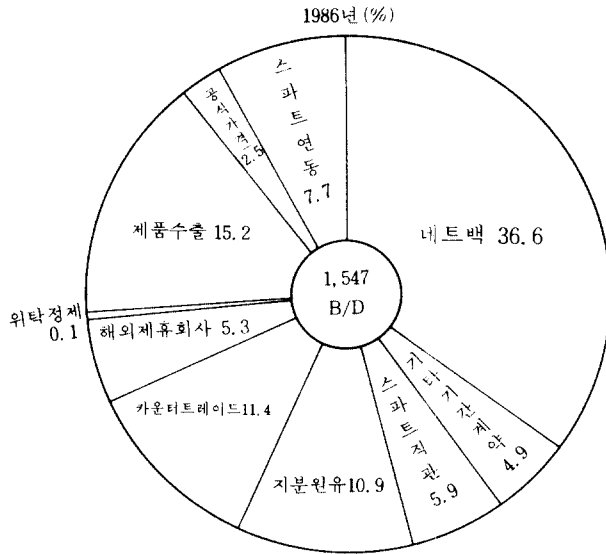 1986년(%)
네트백 36.6
기타기간계약 4.9
스파트직판 5.9
지분원유10.9
카운터트레이드11.4
해외제휴회사 5.3
위탁정제
0.1
제품수출 15.2
공식가격 2.5
스파트연동 7.7
1,547
B/D